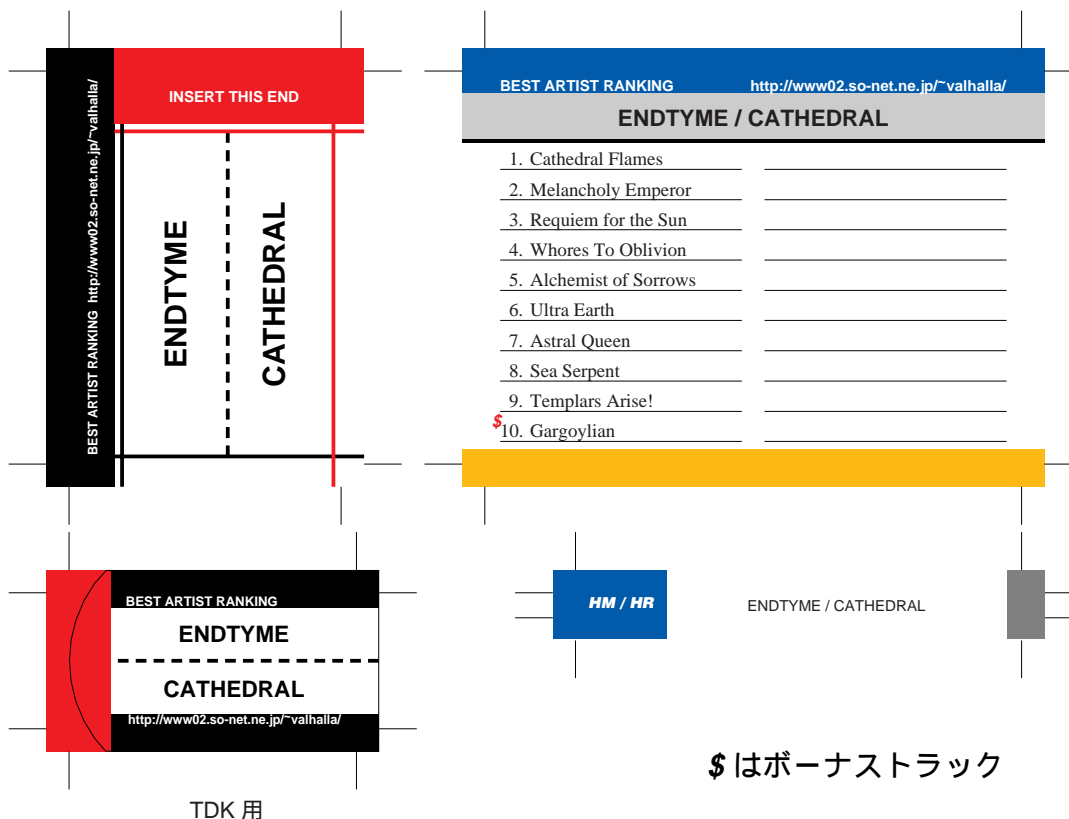 INSERT THIS END
BEST ARTIST RANKING http://www02.so-net.ne.jp/~valhalla/
ENDTYME
CATHEDRAL
BEST ARTIST RANKING http://www02.so-net.ne.jp/~valhalla/
ENDTYME / CATHEDRAL
1. Cathedral Flames
2. Melancholy Emperor
3. Requiem for the Sun
4. Whores To Oblivion
5. Alchemist of Sorrows
6. Ultra Earth
7. Astral Queen
8. Sea Serpent
9. Templars Arise!
$10. Gargoylian
BEST ARTIST RANKING
ENDTYME
CATHEDRAL
http://www02.so-net.ne.jp/~valhalla/
TDK 用
HM / HR
ENDTYME / CATHEDRAL
$ はボーナストラック